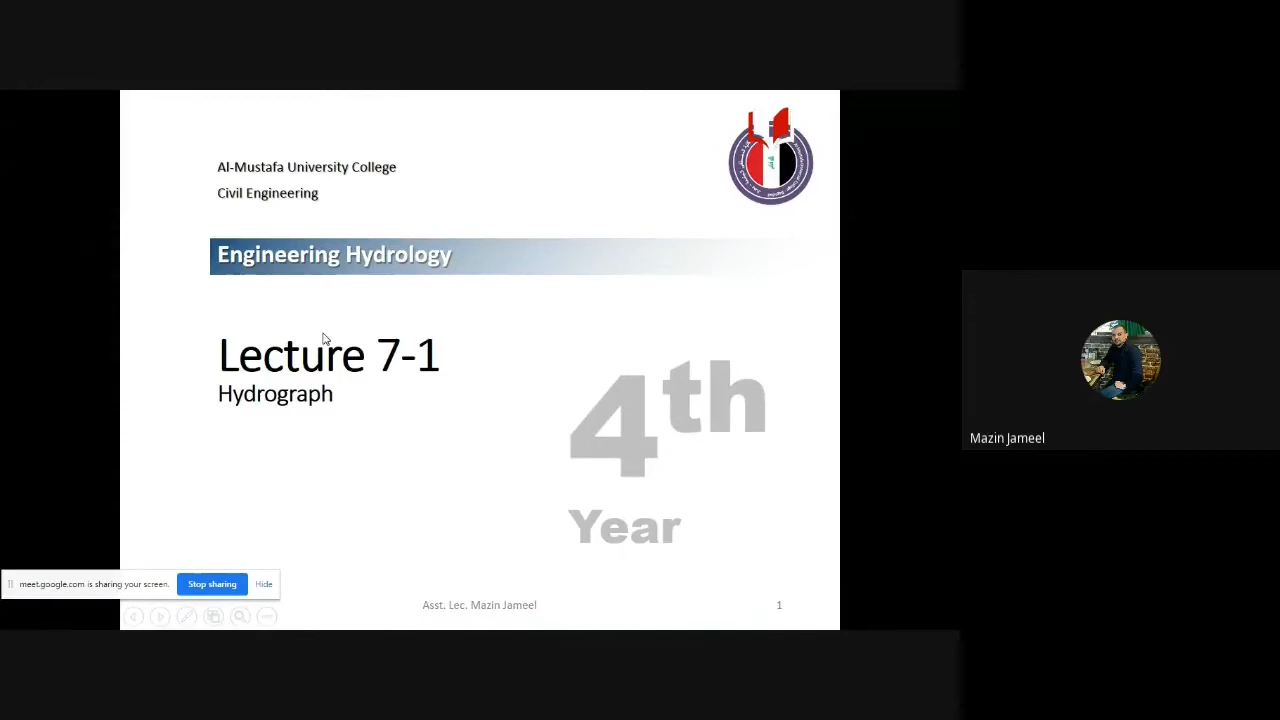 Al-Mustafa University College
Civil Engineering
Engineering Hydrology
Lecture 7-1
Hydrograph
4th
Year
Mazin Jameel
meet.google.com is sharing your screen.
Stop sharing
Hide
Asst. Lec. Mazin Jameel
1